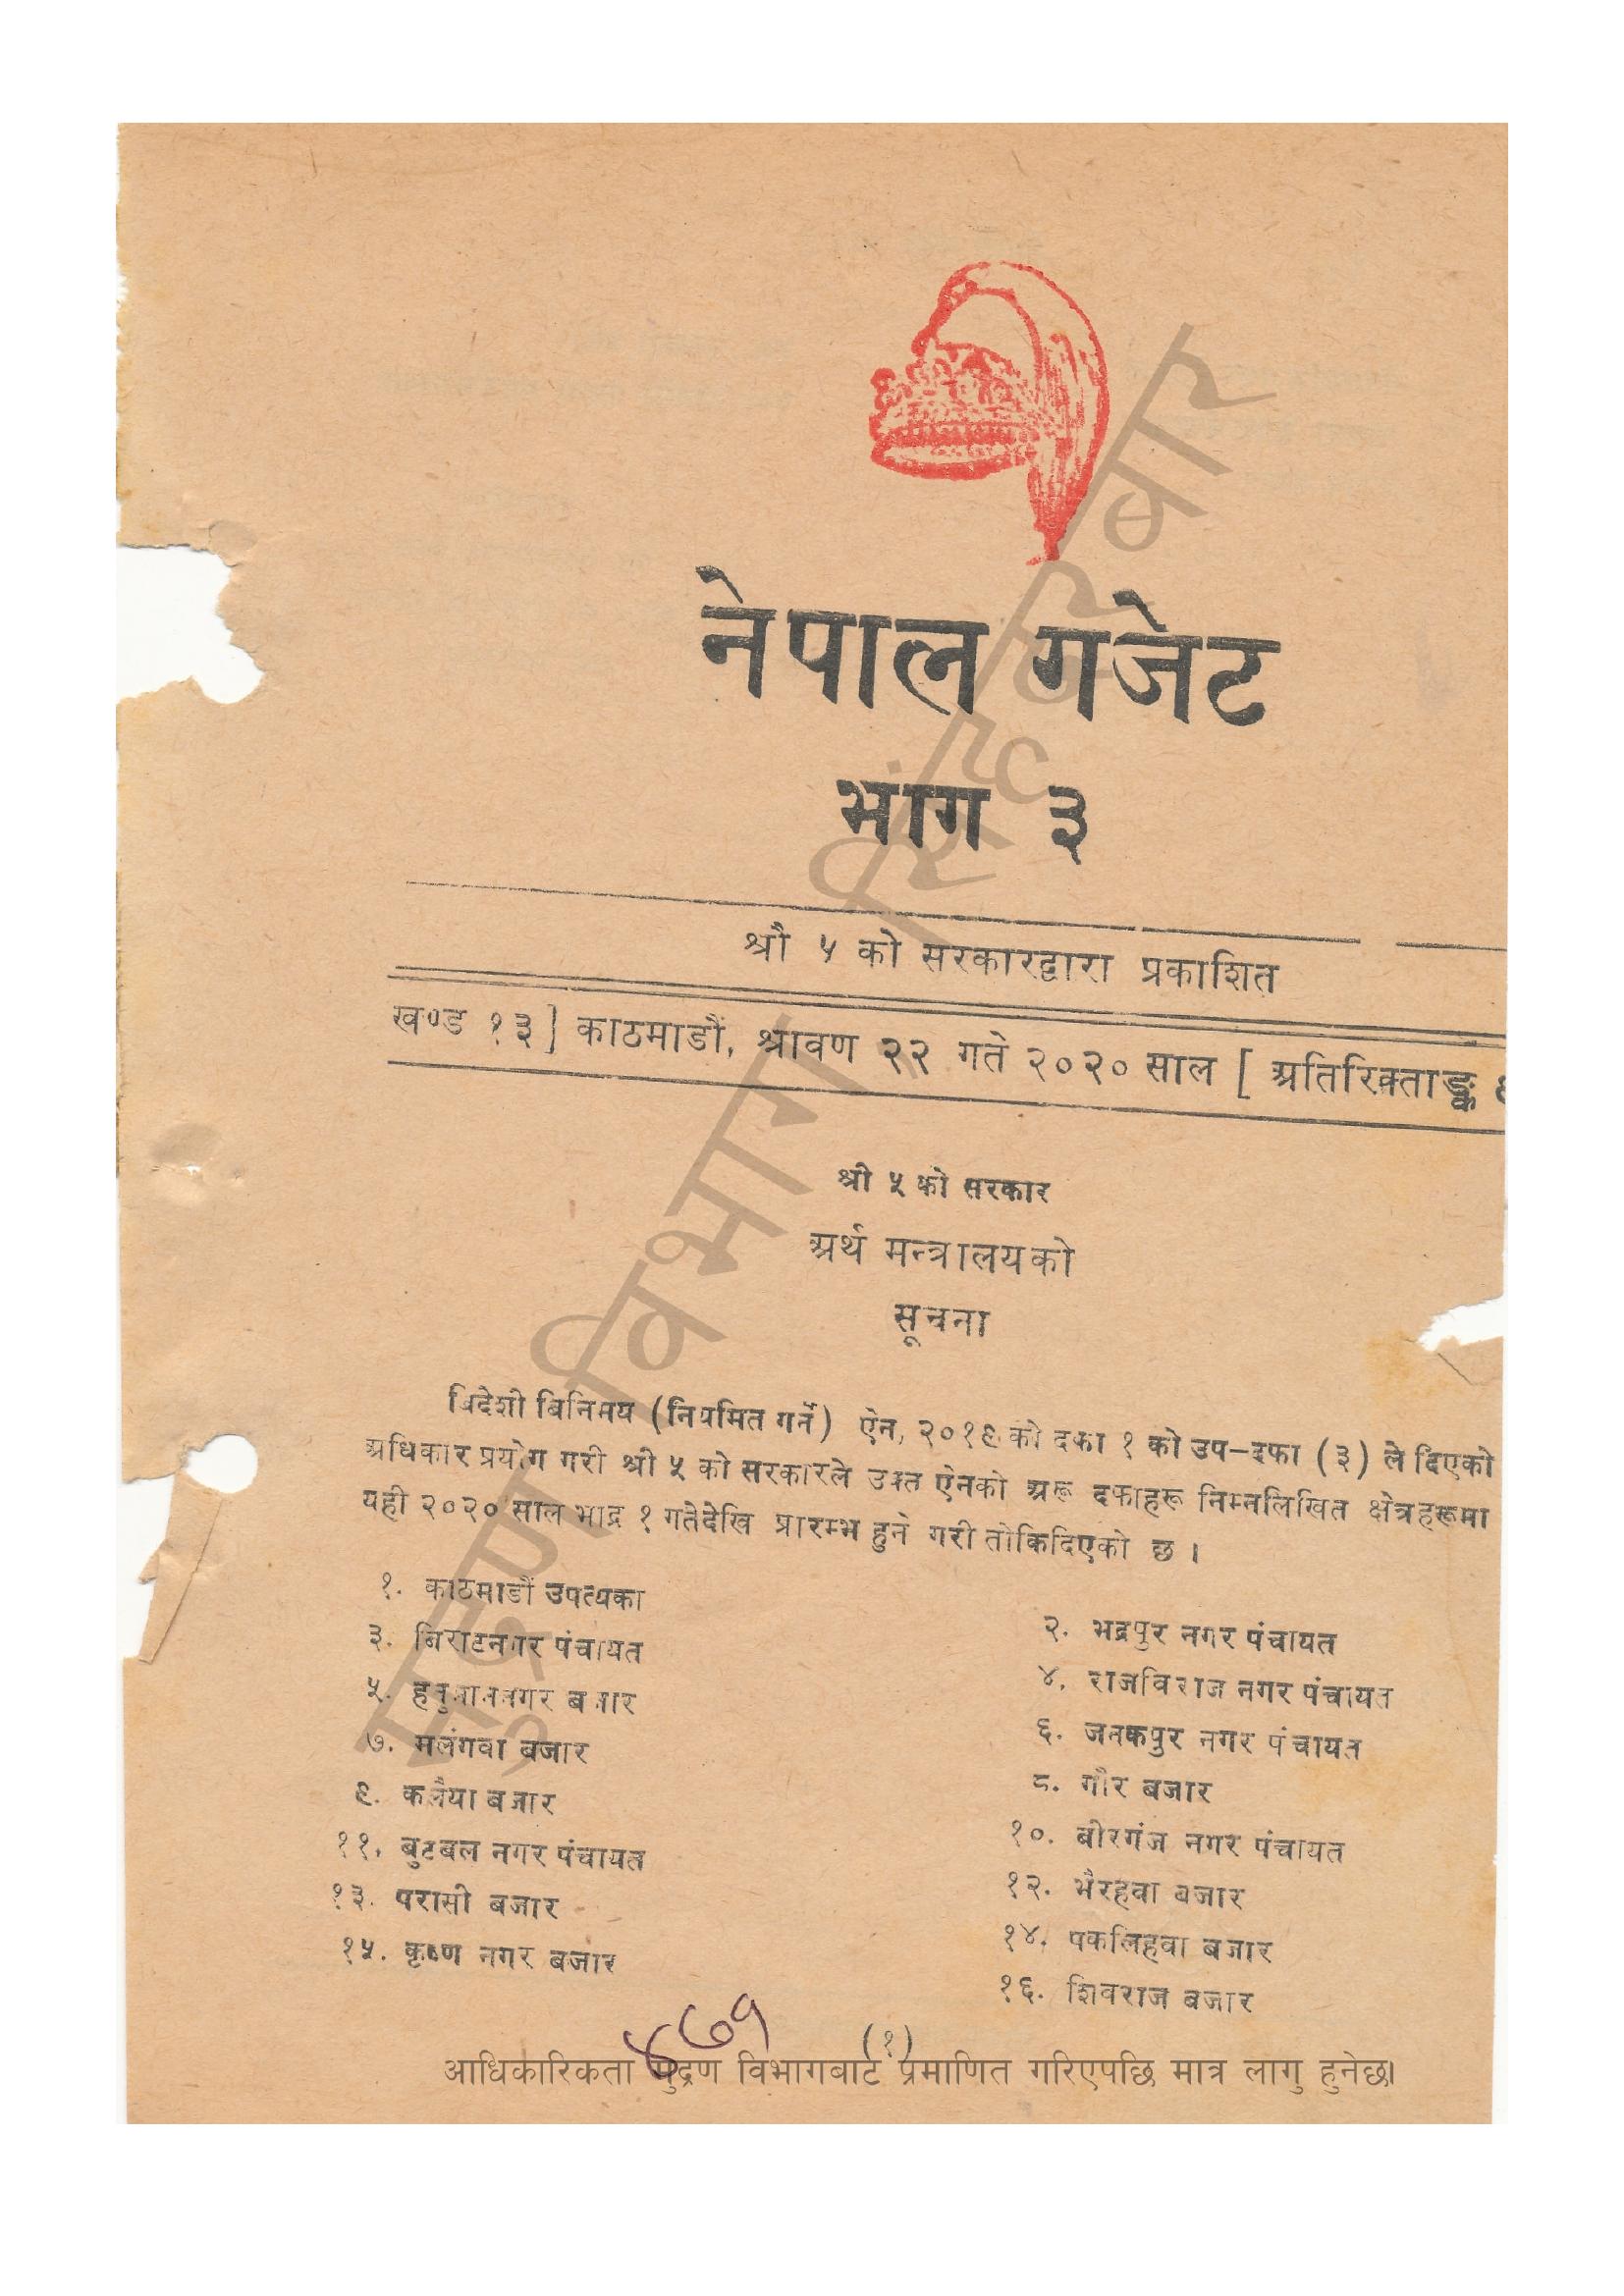 नेपाल गजेट
भाग ३
श्री ५ को सरकारद्वारा प्रकाशित
खण्ड १३] काठमाडौं, श्रावण २२ गते २०२० साल [ अतिरिक्ताङ्क
श्री ५ को सरकार
अर्थ मन्त्रालयको
सूचना
विदेशी विनिमय (नियमित गर्ने) ऐन, २०१९ को दफा १ को उप-दफा (३) ले दिएको
अधिकार प्रयोग गरी श्री ५ को सरकारले उक्त ऐनको अरू दफाहरू निम्नलिखित क्षेत्रहरूमा
यही २०२० साल भाद्र १ गतेदेखि प्रारम्भ हुने गरी तोकिदिएको छ ।
१. काठमाडौं उपत्यका
२. भद्रपुर नगर पंचायत
३. बिराटनगर पंचायत
४. राजविराज नगर पंचायत
५. हनुमाननगर बजार
६. जनकपुर नगर पंचायत
७. मलंगवा बजार
८. गौर बजार
९. कलैया बजार
१०. बीरगंज नगर पंचायत
११. बुटबल नगर पंचायत
१२. भैरहवा बजार
१३. परासी बजार
१४. पकलिहवा बजार
१५. कृष्ण नगर बजार
१६. शिवराज बजार
(१)
४७१
आधिकारिकता मुद्रण विभागबाट प्रमाणित गरिएपछि मात्र लागु हुनेछ।
मुद्रण विभाग, सिंहदरबार